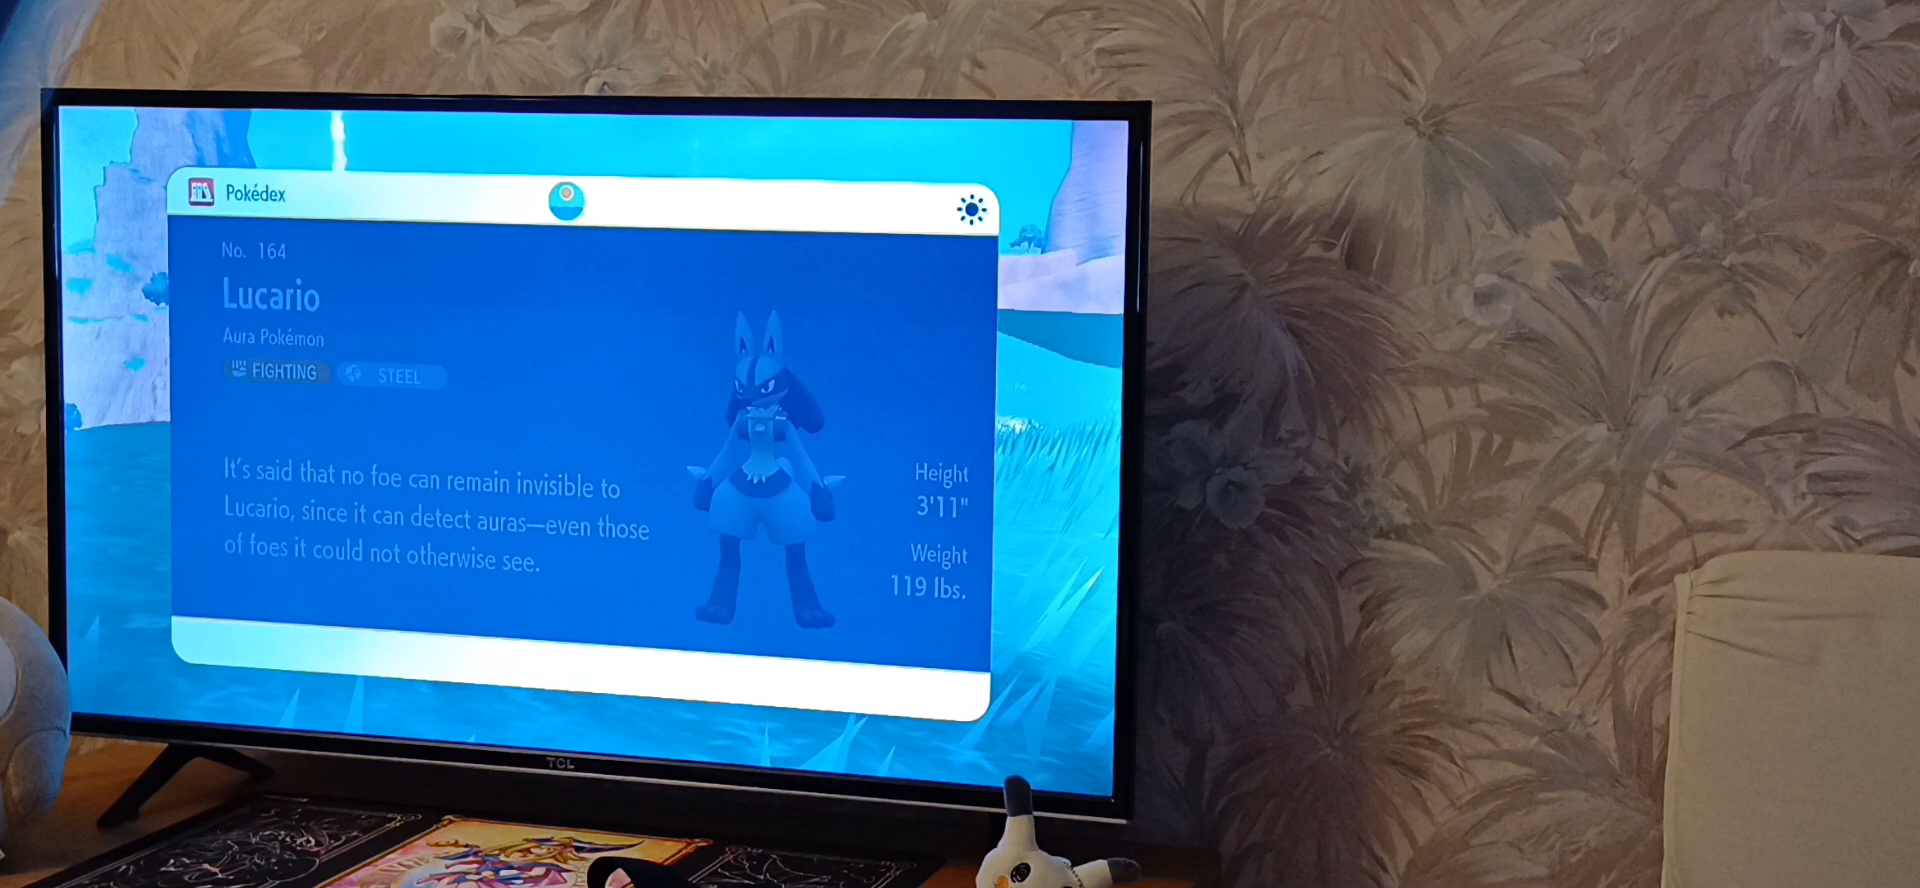 Pokédex
No. 164
Lucario
Aura Pokémon
FIGHTING STEEL
It's said that no foe can remain invisible to
Lucario, since it can detect auras—even those
of foes it could not otherwise see.
Height
3'11"
Weight
119 lbs.
TCL